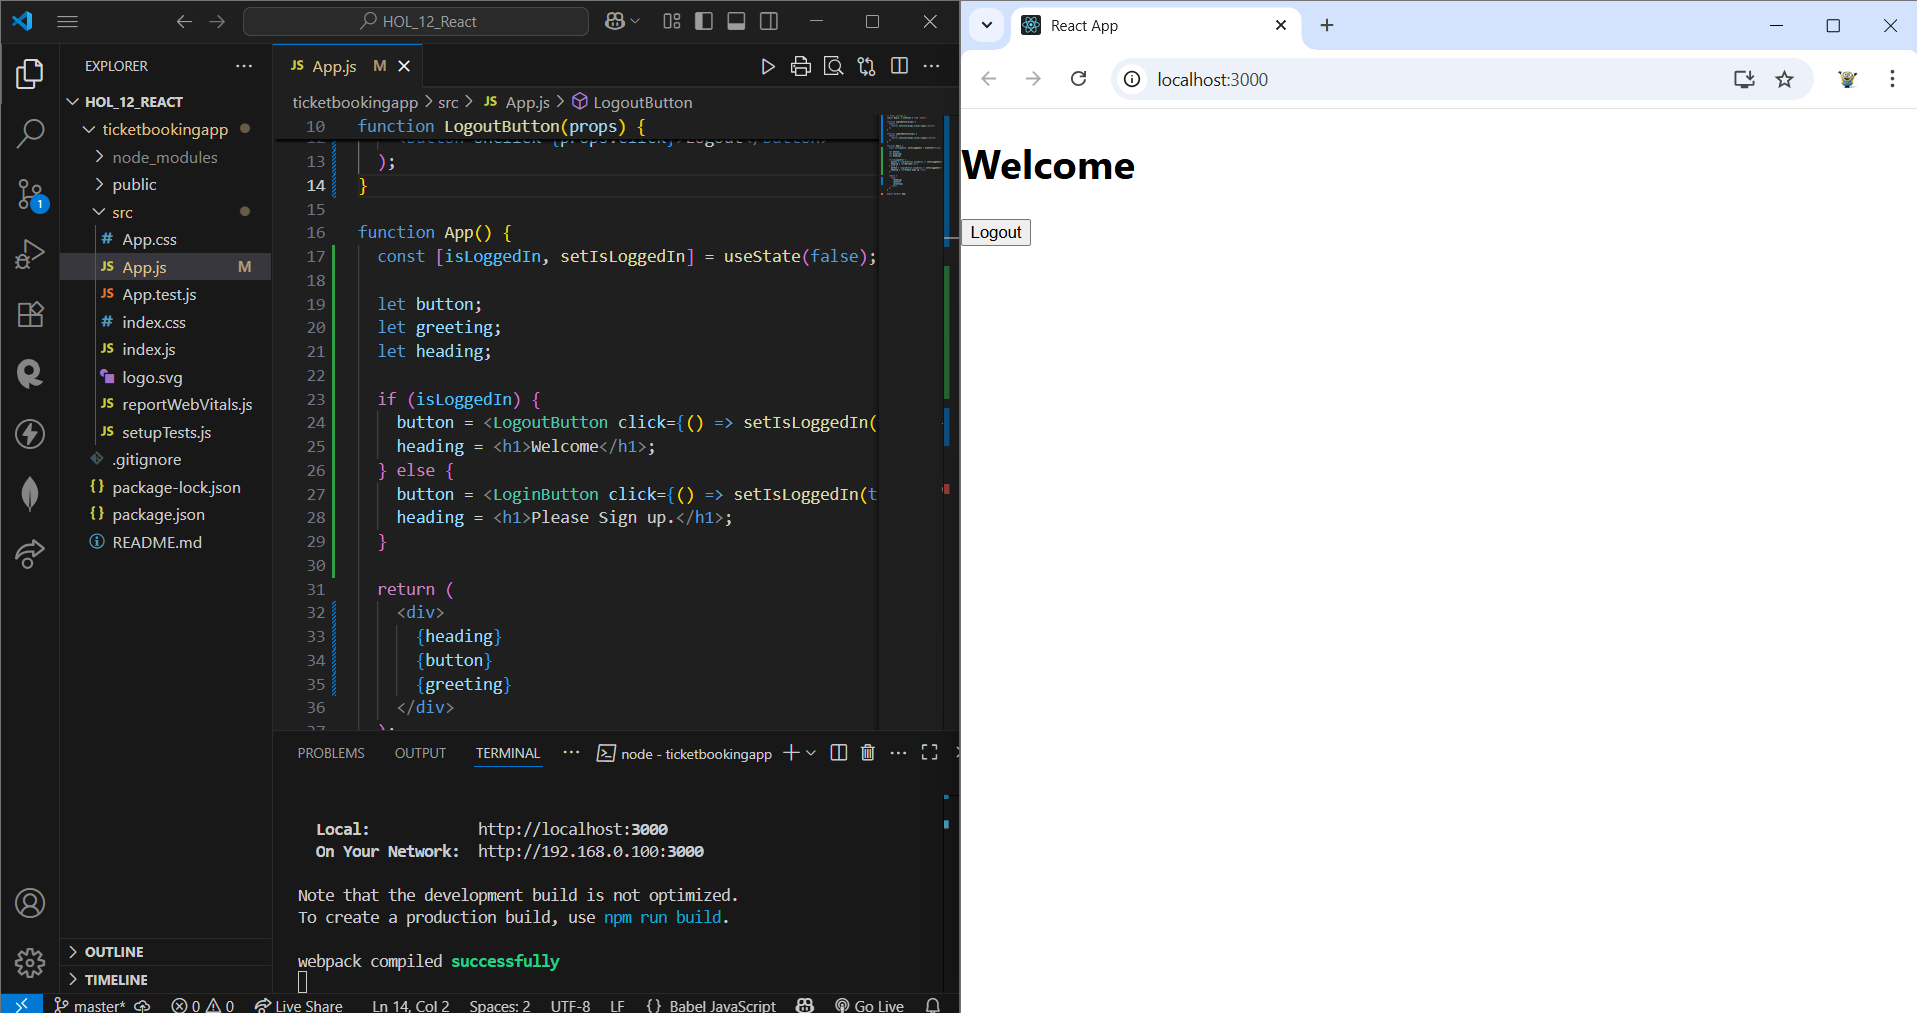 HOL_12_React
EXPLORER
HOL_12_REACT
ticketbookingapp
node_modules
public
src
App.css
App.js M
App.test.js
index.css
index.js
logo.svg
reportWebVitals.js
setupTests.js
.gitignore
package-lock.json
package.json
README.md
OUTLINE
TIMELINE
1
JS App.js M
ticketbookingapp > src > JS App.js > LogoutButton
10 function LogoutButton(props) {
13 );
14 }
15
16 function App() {
17 const [isLoggedIn, setIsLoggedIn] = useState(false);
18
19 let button;
20 let greeting;
21 let heading;
22
23 if (isLoggedIn) {
24 button = <LogoutButton click={() => setIsLoggedIn(
25 heading = <h1>Welcome</h1>;
26 } else {
27 button = <LoginButton click={() => setIsLoggedIn(t
28 heading = <h1>Please Sign up.</h1>;
29 }
30
31 return (
32 <div>
33 {heading}
34 {button}
35 {greeting}
36 </div>
PROBLEMS OUTPUT TERMINAL node - ticketbookingapp
Local: http://localhost:3000
On Your Network: http://192.168.0.100:3000
Note that the development build is not optimized.
To create a production build, use npm run build.
webpack compiled successfully
master* 0 0 Live Share Ln 14, Col 2 Spaces: 2 UTF-8 LF {} Babel JavaScript Go Live
React App
localhost:3000
Welcome
Logout